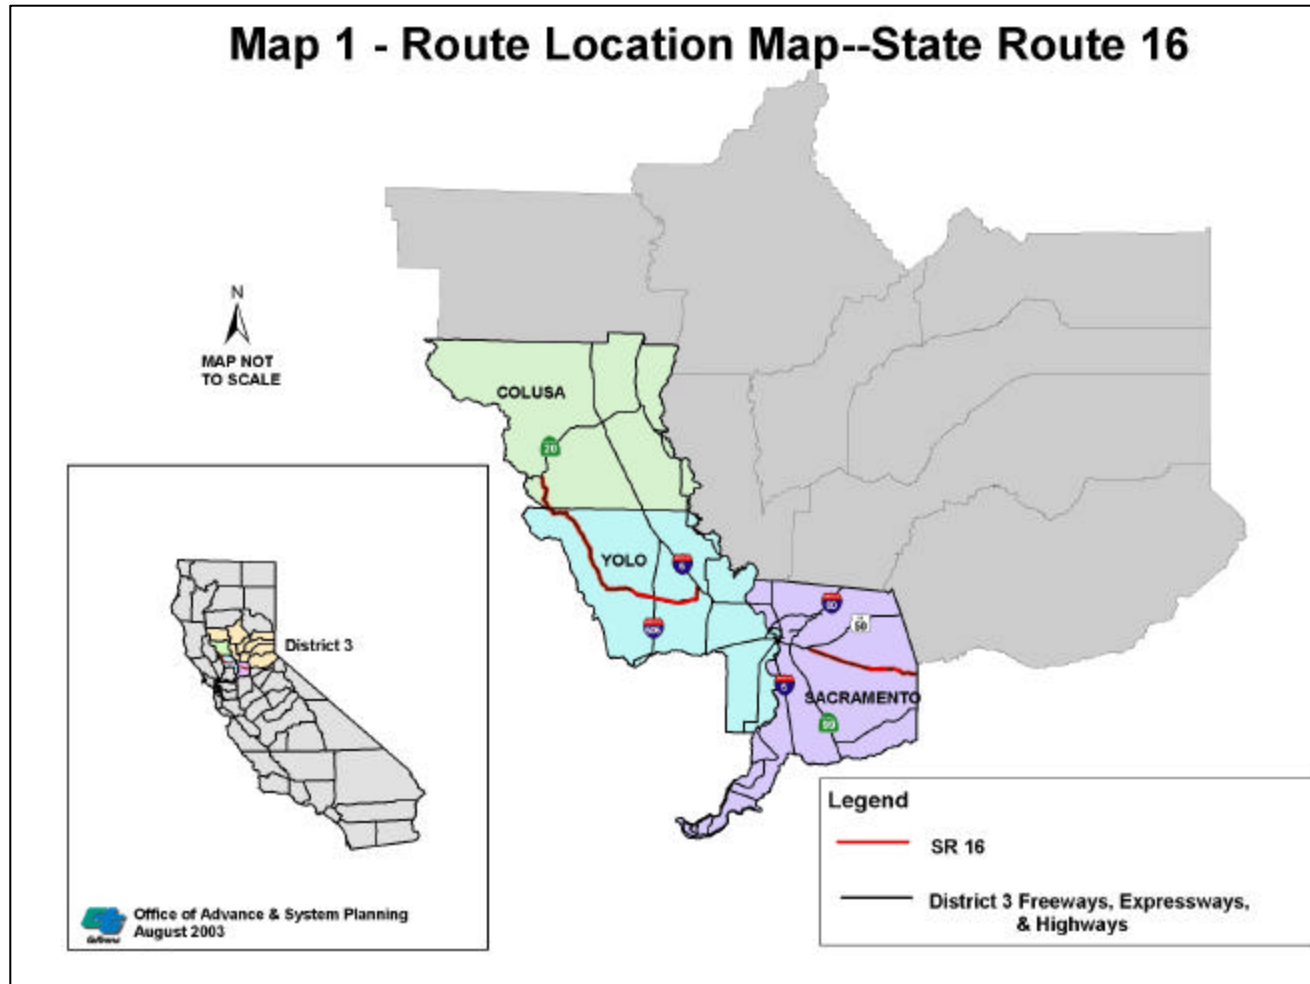 Map 1 - Route Location Map--State Route 16
N
MAP NOT
TO SCALE
COLUSA
20
YOLO
5
505
80
50
5
SACRAMENTO
99
District 3
Office of Advance & System Planning
August 2003
Caltrans
Legend
SR 16
District 3 Freeways, Expressways,
& Highways